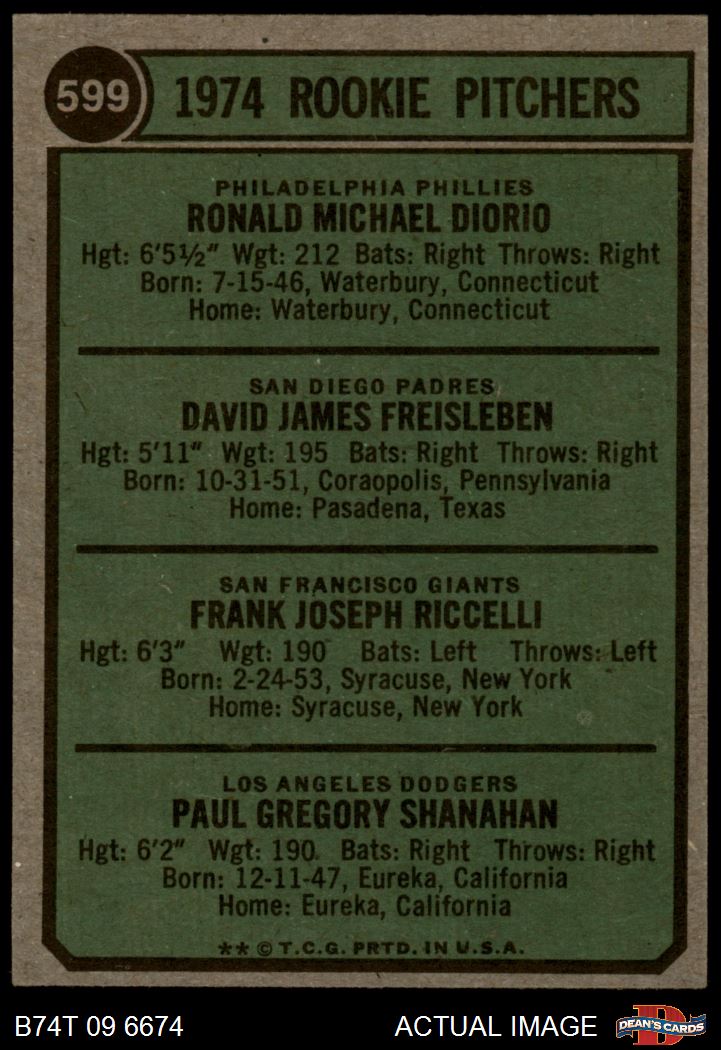 599
1974 ROOKIE PITCHERS
PHILADELPHIA PHILLIES
RONALD MICHAEL DIORIO
Hgt: 6'5½" Wgt: 212 Bats: Right Throws: Right
Born: 7-15-46, Waterbury, Connecticut
Home: Waterbury, Connecticut
SAN DIEGO PADRES
DAVID JAMES FREISLEBEN
Hgt: 5'11" Wgt: 195 Bats: Right Throws: Right
Born: 10-31-51, Coraopolis, Pennsylvania
Home: Pasadena, Texas
SAN FRANCISCO GIANTS
FRANK JOSEPH RICCELLI
Hgt: 6'3" Wgt: 190 Bats: Left Throws: Left
Born: 2-24-53, Syracuse, New York
Home: Syracuse, New York
LOS ANGELES DODGERS
PAUL GREGORY SHANAHAN
Hgt: 6'2" Wgt: 190 Bats: Right Throws: Right
Born: 12-11-47, Eureka, California
Home: Eureka, California
** © T.C.G. PRTD. IN U.S.A.
B74T 09 6674
ACTUAL IMAGE
D
DEAN'S CARDS